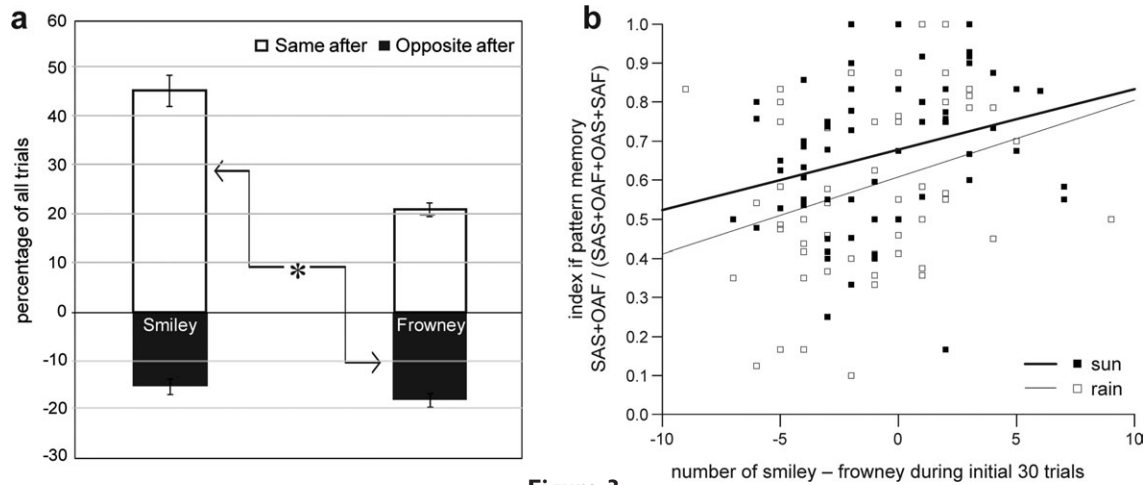 a
60
50
40
30
20
10
0
-10
-20
-30
percentage of all trials
Same after Opposite after
Smiley
Frowney
*
b
1.0
0.9
0.8
0.7
0.6
0.5
0.4
0.3
0.2
0.1
0.0
index if pattern memory
SAS+OAF / (SAS+OAF+OAS+SAF)
sun
rain
-10 -5 0 5 10
number of smiley – frowney during initial 30 trials